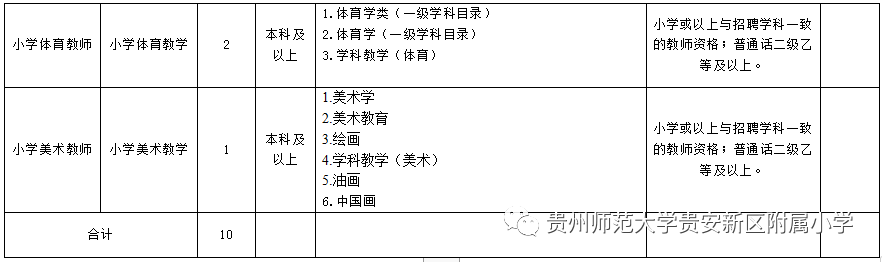 小学体育教师
小学体育教学
2
本科及
以上
1.体育学类（一级学科目录）
2.体育学（一级学科目录）
3.学科教学（体育）
小学或以上与招聘学科一致
的教师资格；普通话二级乙
等及以上。
小学美术教师
小学美术教学
1
本科及
以上
1.美术学
2.美术教育
3.绘画
4.学科教学（美术）
5.油画
6.中国画
小学或以上与招聘学科一致
的教师资格；普通话二级乙
等及以上。
合计
10
贵州师范大学贵安新区附属小学